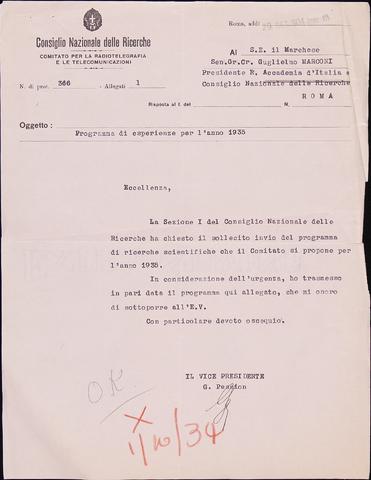 Consiglio Nazionale delle Ricerche
COMITATO PER LA RADIOTELEGRAFIA
E LE TELECOMUNICAZIONI
N. di prot. 366 - Allegati 1
Roma, addì
Al S.E. il Marchese
Sen.Gr.Cr. Guglielmo MARCONI
Presidente R. Accademia d'Italia e
Consiglio Nazionale delle Ricerche
ROMA
Risposta al f. del N.
Oggetto:
Programma di esperienze per l'anno 1935
Eccellenza,
La Sezione I del Consiglio Nazionale delle
Ricerche ha chiesto il sollecito invio del programma
di ricerche scientifiche che il Comitato si propone per
l'anno 1935.
In considerazione dell'urgenza, ho trasmesso
in pari data il programma qui allegato, che mi onoro
di sottoporre all'E.V.
Con particolare devoto ossequio.
IL VICE PRESIDENTE
G. Pession
OK
X
1/10/34